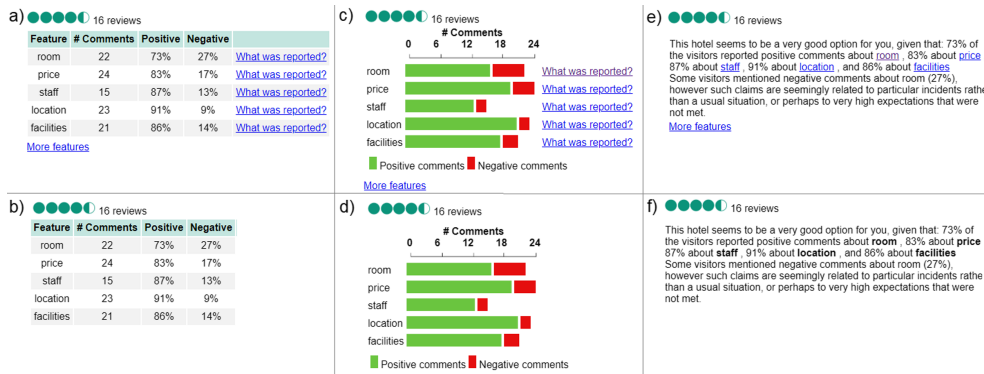 a)
16 reviews
Feature # Comments Positive Negative
room 22 73% 27% What was reported?
price 24 83% 17% What was reported?
staff 15 87% 13% What was reported?
location 23 91% 9% What was reported?
facilities 21 86% 14% What was reported?
More features
c)
16 reviews
# Comments
0 6 12 18 24
room What was reported?
price What was reported?
staff What was reported?
location What was reported?
facilities What was reported?
Positive comments Negative comments
More features
e)
16 reviews
This hotel seems to be a very good option for you, given that: 73% of
the visitors reported positive comments about room , 83% about price
87% about staff , 91% about location , and 86% about facilities
Some visitors mentioned negative comments about room (27%),
however such claims are seemingly related to particular incidents rathe
than a usual situation, or perhaps to very high expectations that were
not met.
More features
b)
16 reviews
Feature # Comments Positive Negative
room 22 73% 27%
price 24 83% 17%
staff 15 87% 13%
location 23 91% 9%
facilities 21 86% 14%
d)
16 reviews
# Comments
0 6 12 18 24
room
price
staff
location
facilities
Positive comments Negative comments
f)
16 reviews
This hotel seems to be a very good option for you, given that: 73% of
the visitors reported positive comments about room , 83% about price
87% about staff , 91% about location , and 86% about facilities
Some visitors mentioned negative comments about room (27%),
however such claims are seemingly related to particular incidents rathe
than a usual situation, or perhaps to very high expectations that were
not met.